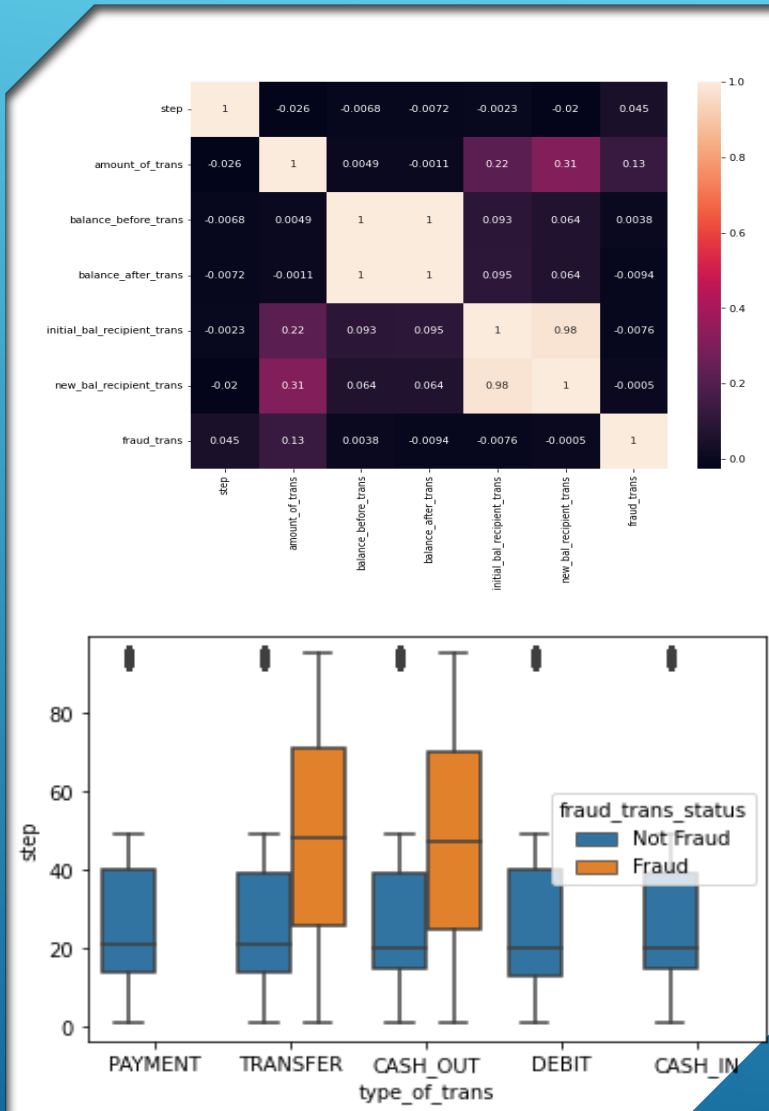 1.0
step 1 -0.026 -0.0068 -0.0072 -0.0023 -0.02 0.045
amount_of_trans -0.026 1 0.0049 -0.0011 0.22 0.31 0.13
0.8
balance_before_trans -0.0068 0.0049 1 1 0.093 0.064 0.0038
0.6
balance_after_trans -0.0072 -0.0011 1 1 0.095 0.064 -0.0094
0.4
initial_bal_recipient_trans -0.0023 0.22 0.093 0.095 1 0.98 -0.0076
new_bal_recipient_trans -0.02 0.31 0.064 0.064 0.98 1 -0.0005
0.2
fraud_trans 0.045 0.13 0.0038 -0.0094 -0.0076 -0.0005 1
0.0
step
amount_of_trans
balance_before_trans
balance_after_trans
initial_bal_recipient_trans
new_bal_recipient_trans
fraud_trans
80
60
40
20
0
step
fraud_trans_status
Not Fraud
Fraud
PAYMENT TRANSFER CASH_OUT DEBIT CASH_IN
type_of_trans